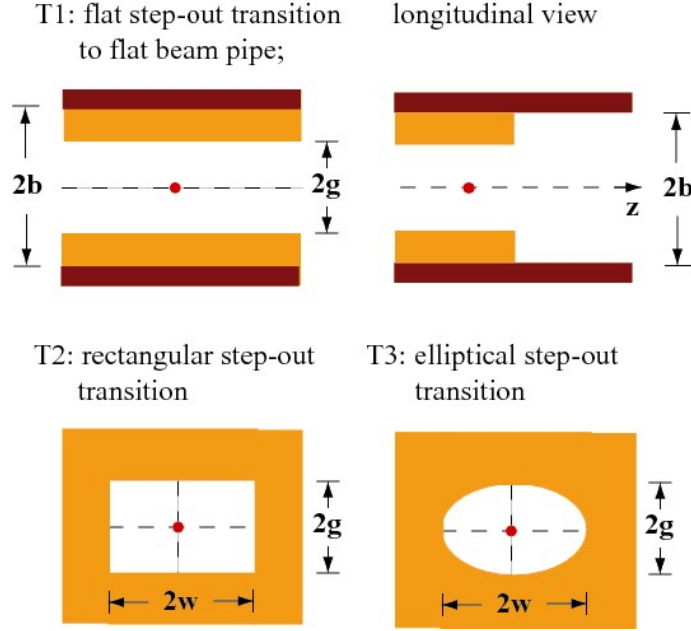 T1: flat step-out transition
to flat beam pipe;
longitudinal view
2b
2g
z
2b
T2: rectangular step-out
transition
T3: elliptical step-out
transition
2g
2w
2g
2w